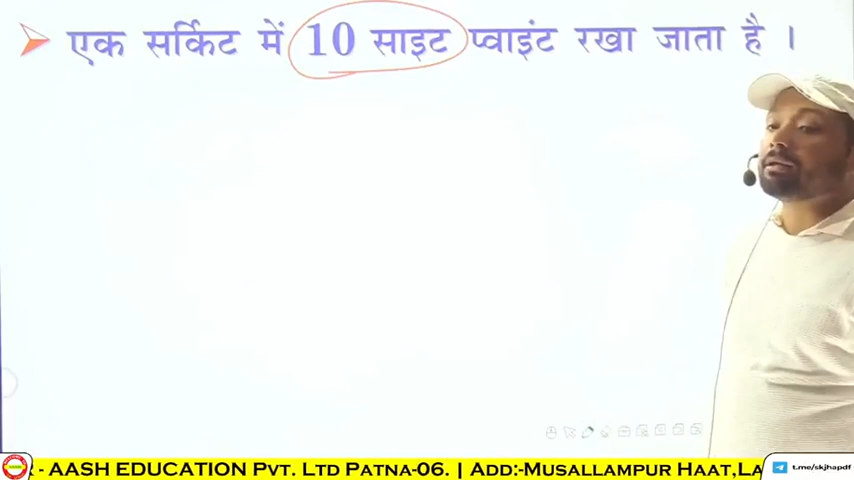 एक सर्किट में 10 साइट प्वाइंट रखा जाता है ।
R - AASH EDUCATION PVT. LTD PATNA-06. | ADD:-MUSALLAMPUR HAAT,LA
t.me/skjhapdf